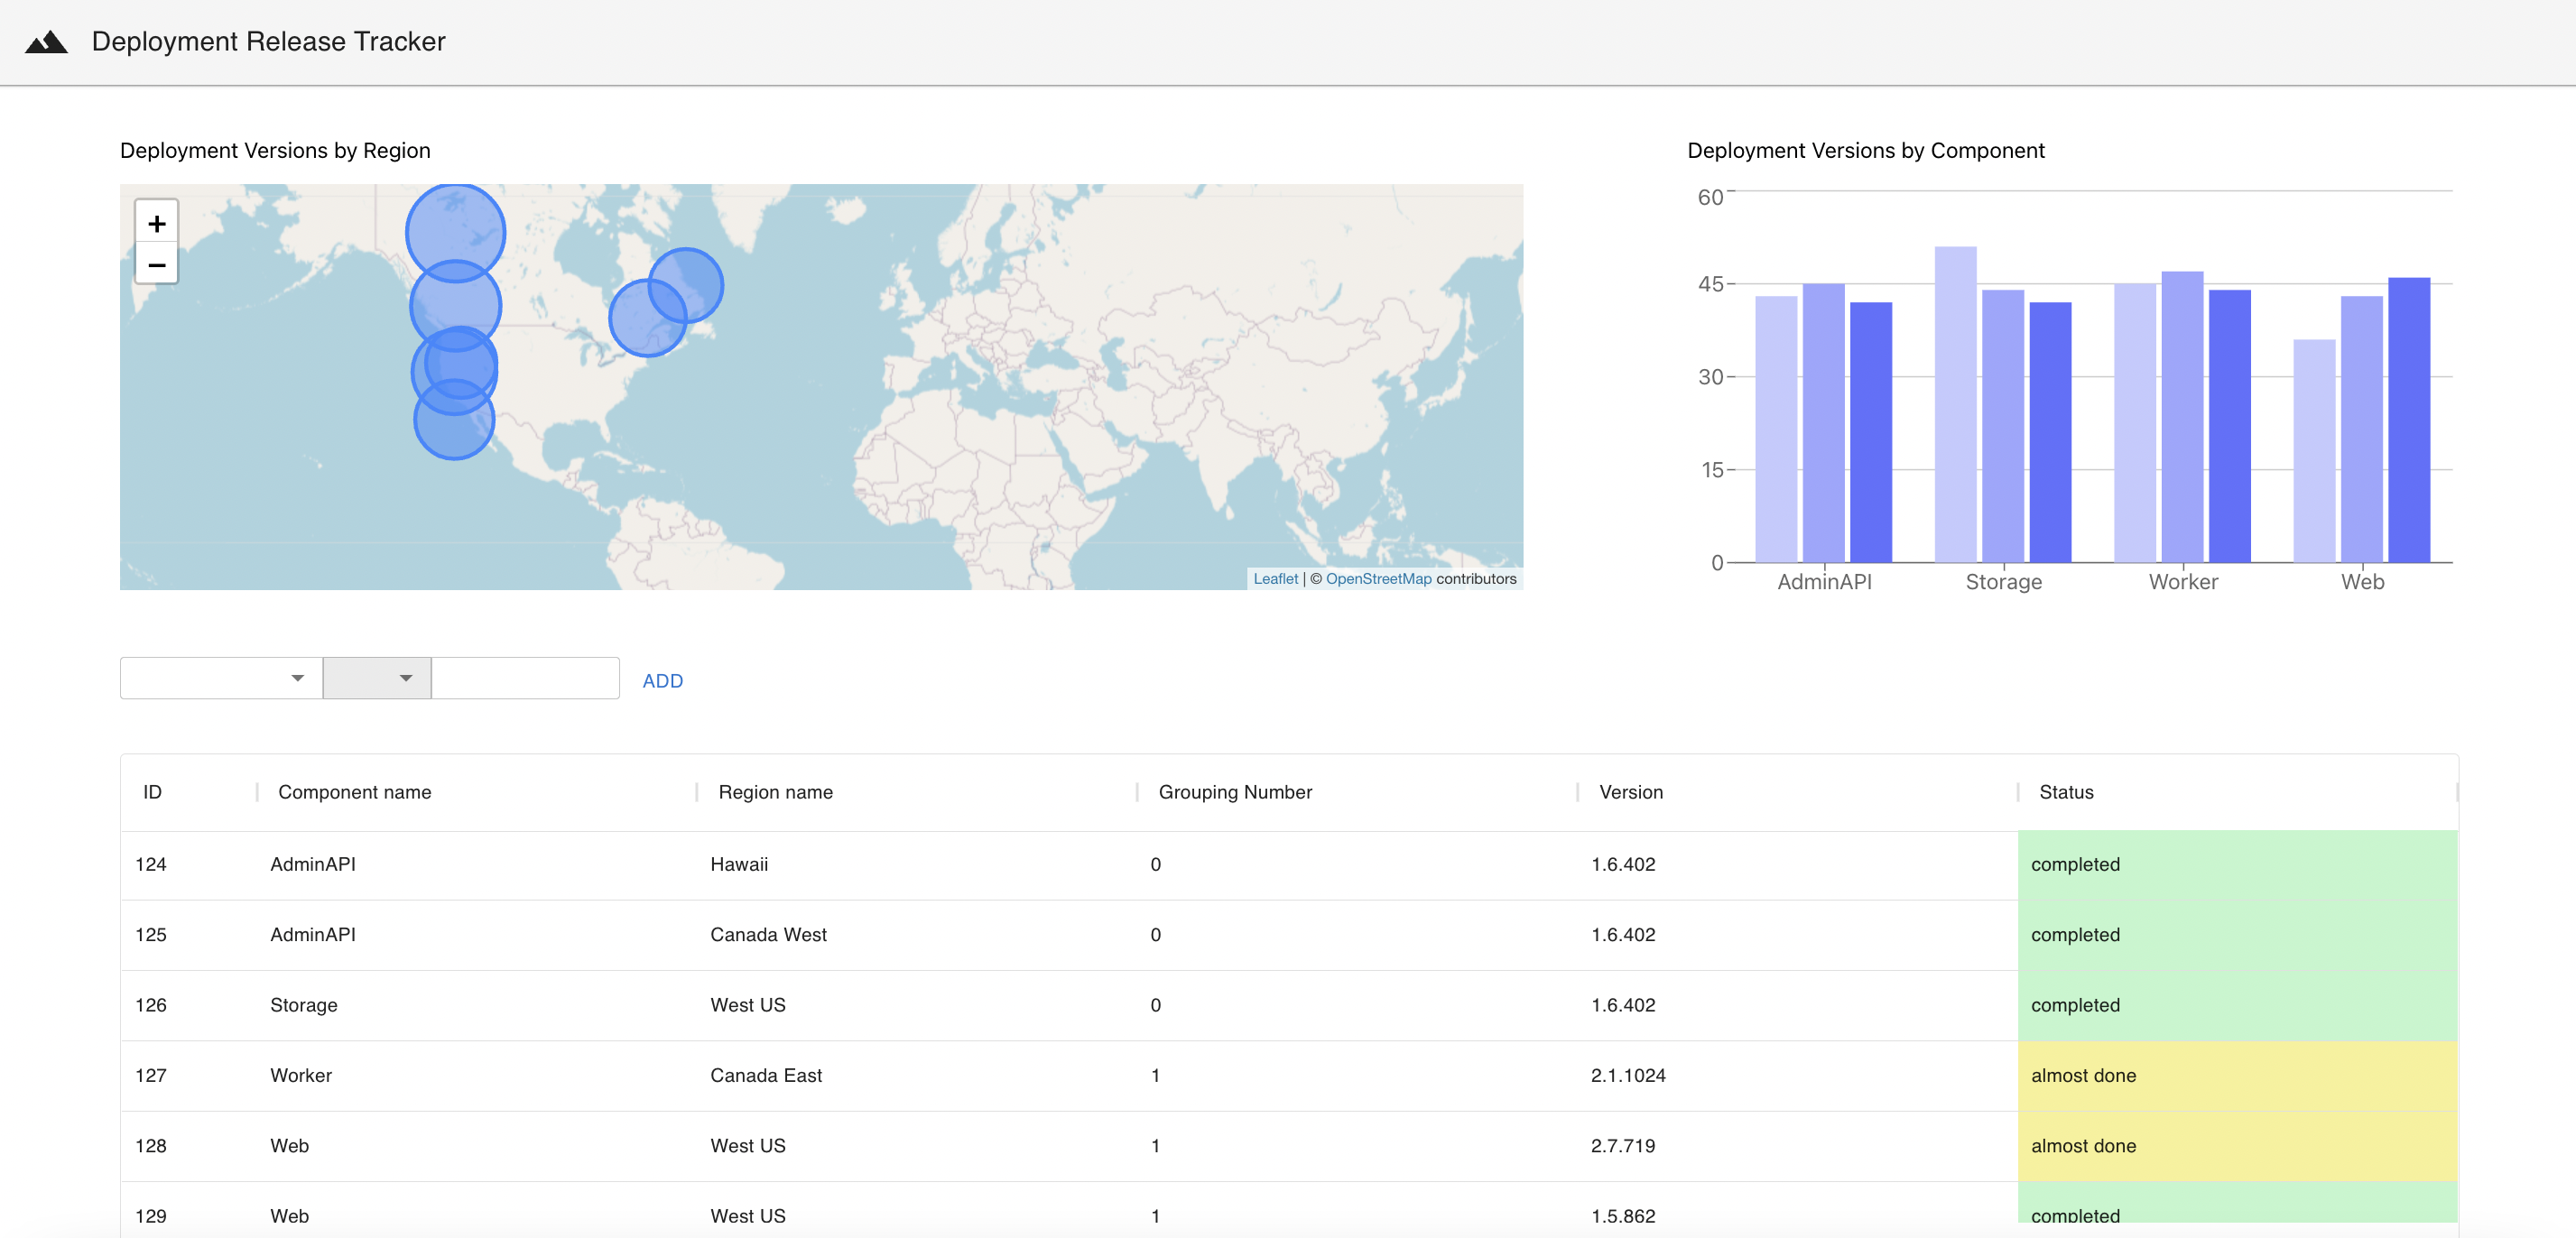 Deployment Release Tracker
Deployment Versions by Region
+
−
Leaflet | © OpenStreetMap contributors
Deployment Versions by Component
60
45
30
15
0
AdminAPI Storage Worker Web
ADD
ID Component name Region name Grouping Number Version Status
124 AdminAPI Hawaii 0 1.6.402 completed
125 AdminAPI Canada West 0 1.6.402 completed
126 Storage West US 0 1.6.402 completed
127 Worker Canada East 1 2.1.1024 almost done
128 Web West US 1 2.7.719 almost done
129 Web West US 1 1.5.862 completed